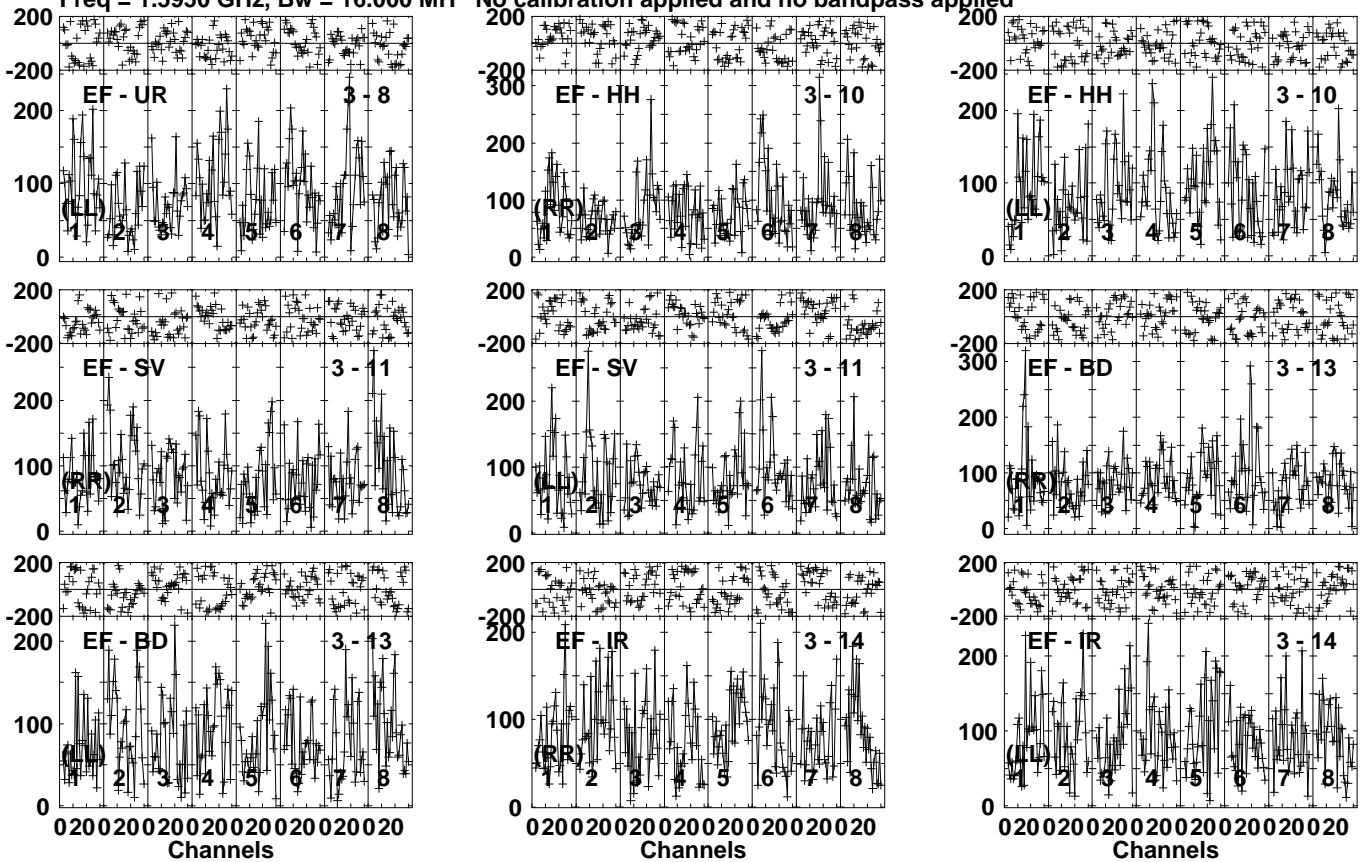 Freq = 1.5950 GHz, Bw = 16.000 MH No calibration applied and no bandpass applied
200 200 200
-200 -200 -200
EF - UR 3 - 8 EF - HH 3 - 10 EF - HH 3 - 10
200 300 200
100 200 100
0 100 0
0
(LL) (RR) (LL)
1 2 3 4 5 6 7 8 1 2 3 4 5 6 7 8 1 2 3 4 5 6 7 8
200 200 200
-200 -200 -200
EF - SV 3 - 11 EF - SV 3 - 11 EF - BD 3 - 13
200 200 300
100 100 200
0 0 100
0
(RR) (LL) (RR)
1 2 3 4 5 6 7 8 1 2 3 4 5 6 7 8 1 2 3 4 5 6 7 8
200 200 200
-200 -200 -200
EF - BD 3 - 13 EF - IR 3 - 14 EF - IR 3 - 14
200 200 200
100 100 100
0 0 0
(LL) (RR) (LL)
1 2 3 4 5 6 7 8 1 2 3 4 5 6 7 8 1 2 3 4 5 6 7 8
0 20 0 20 0 20 0 20 0 20 0 20 0 20 0 20 0 20 0 20 0 20 0 20 0 20 0 20 0 20 0 20 0 20 0 20 0 20 0 20 0 20 0 20 0 20 0 20
Channels Channels Channels